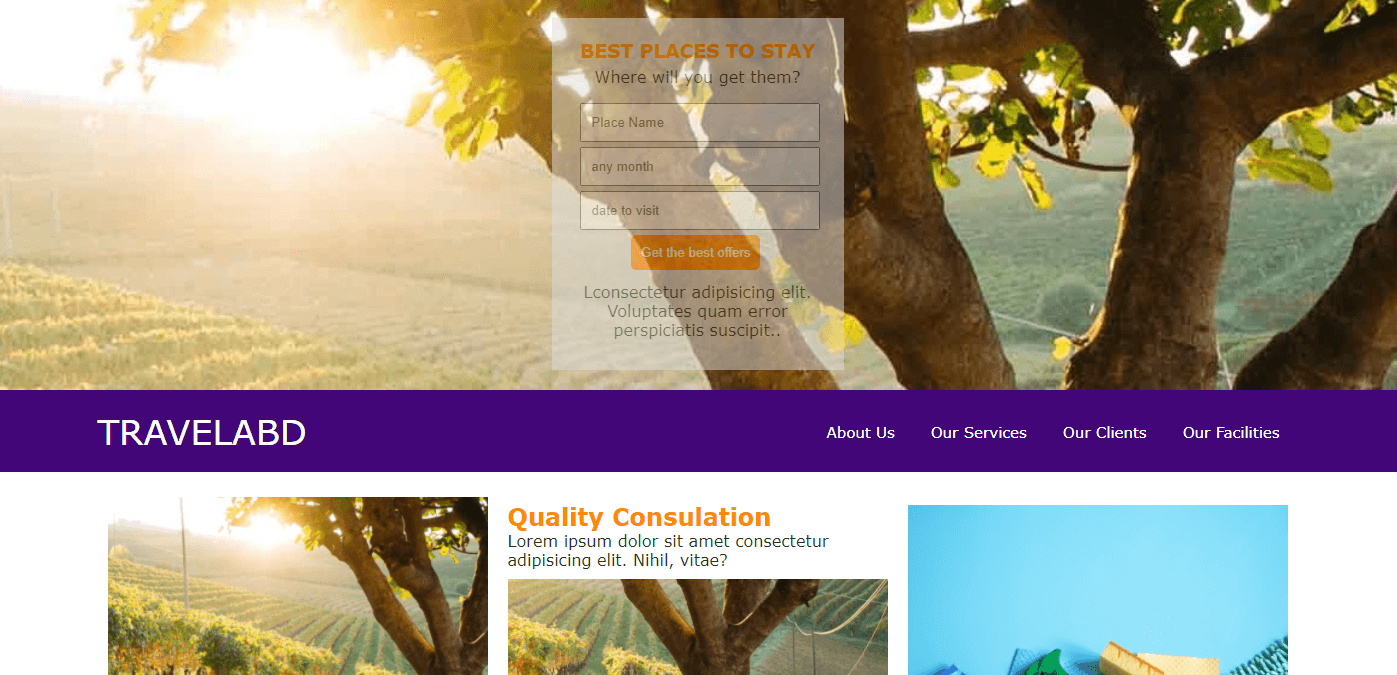 BEST PLACES TO STAY
Where will you get them?
Place Name
any month
date to visit
Get the best offers
Lconsectetur adipisicing elit.
Voluptates quam error
perspiciatis suscipit..
TRAVELABD
About Us
Our Services
Our Clients
Our Facilities
Quality Consulation
Lorem ipsum dolor sit amet consectetur
adipisicing elit. Nihil, vitae?